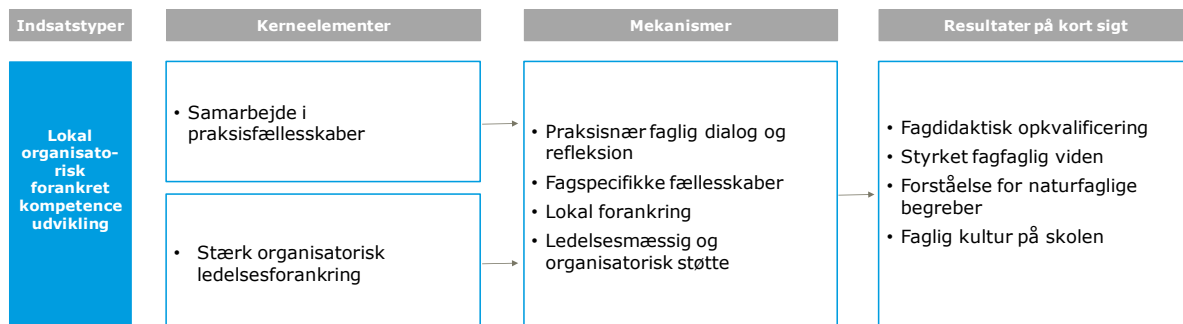 Indsatstyper
Kerneelementer
Mekanismer
Resultater på kort sigt
Lokal
organisato-
risk
forankret
kompetence
udvikling
• Samarbejde i
praksisfællesskaber
• Stærk organisatorisk
ledelsesforankring
• Praksisnær faglig dialog og
refleksion
• Fagspecifikke fællesskaber
• Lokal forankring
• Ledelsesmæssig og
organisatorisk støtte
• Fagdidaktisk opkvalificering
• Styrket fagfaglig viden
• Forståelse for naturfaglige
begreber
• Faglig kultur på skolen